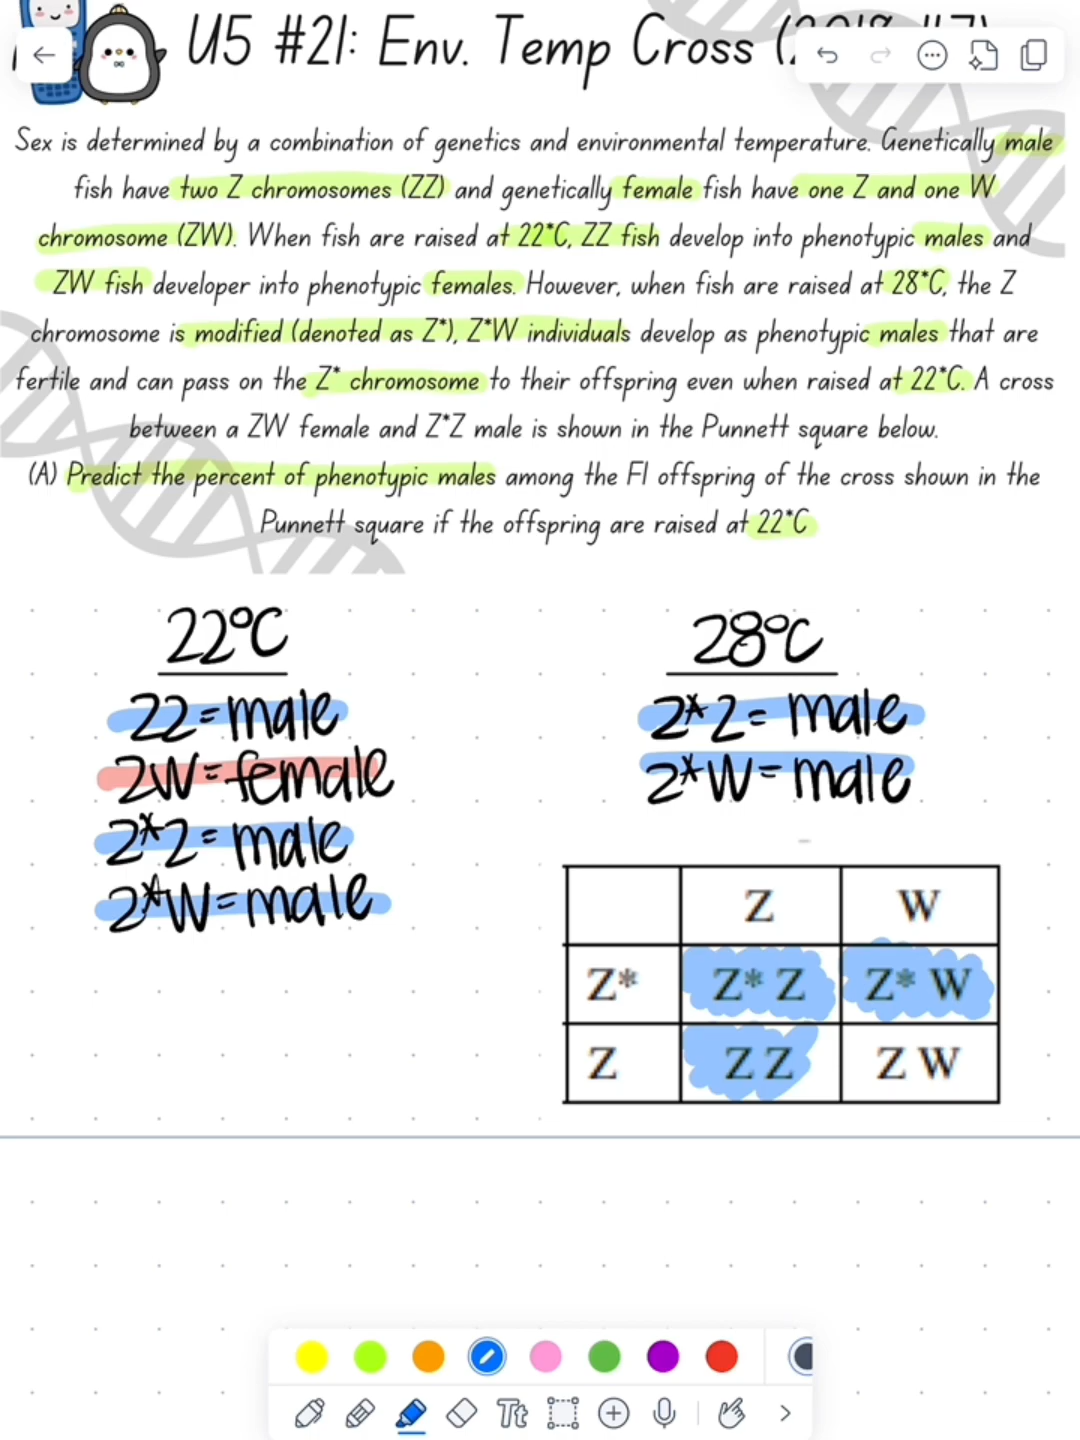 U5 #21: Env. Temp Cross
Sex is determined by a combination of genetics and environmental temperature. Genetically male
fish have two Z chromosomes (ZZ) and genetically female fish have one Z and one W
chromosome (ZW). When fish are raised at 22°C, ZZ fish develop into phenotypic males and
ZW fish developer into phenotypic females. However, when fish are raised at 28°C, the Z
chromosome is modified (denoted as Z*), Z*W individuals develop as phenotypic males that are
fertile and can pass on the Z* chromosome to their offspring even when raised at 22°C. A cross
between a ZW female and Z*Z male is shown in the Punnett square below.
(A) Predict the percent of phenotypic males among the F1 offspring of the cross shown in the
Punnett square if the offspring are raised at 22°C
22°C
ZZ = male
ZW = female
Z*Z = male
Z*W = male
28°C
Z*Z = male
Z*W = male
Z W
Z* Z* Z Z* W
Z Z Z Z W
Tt